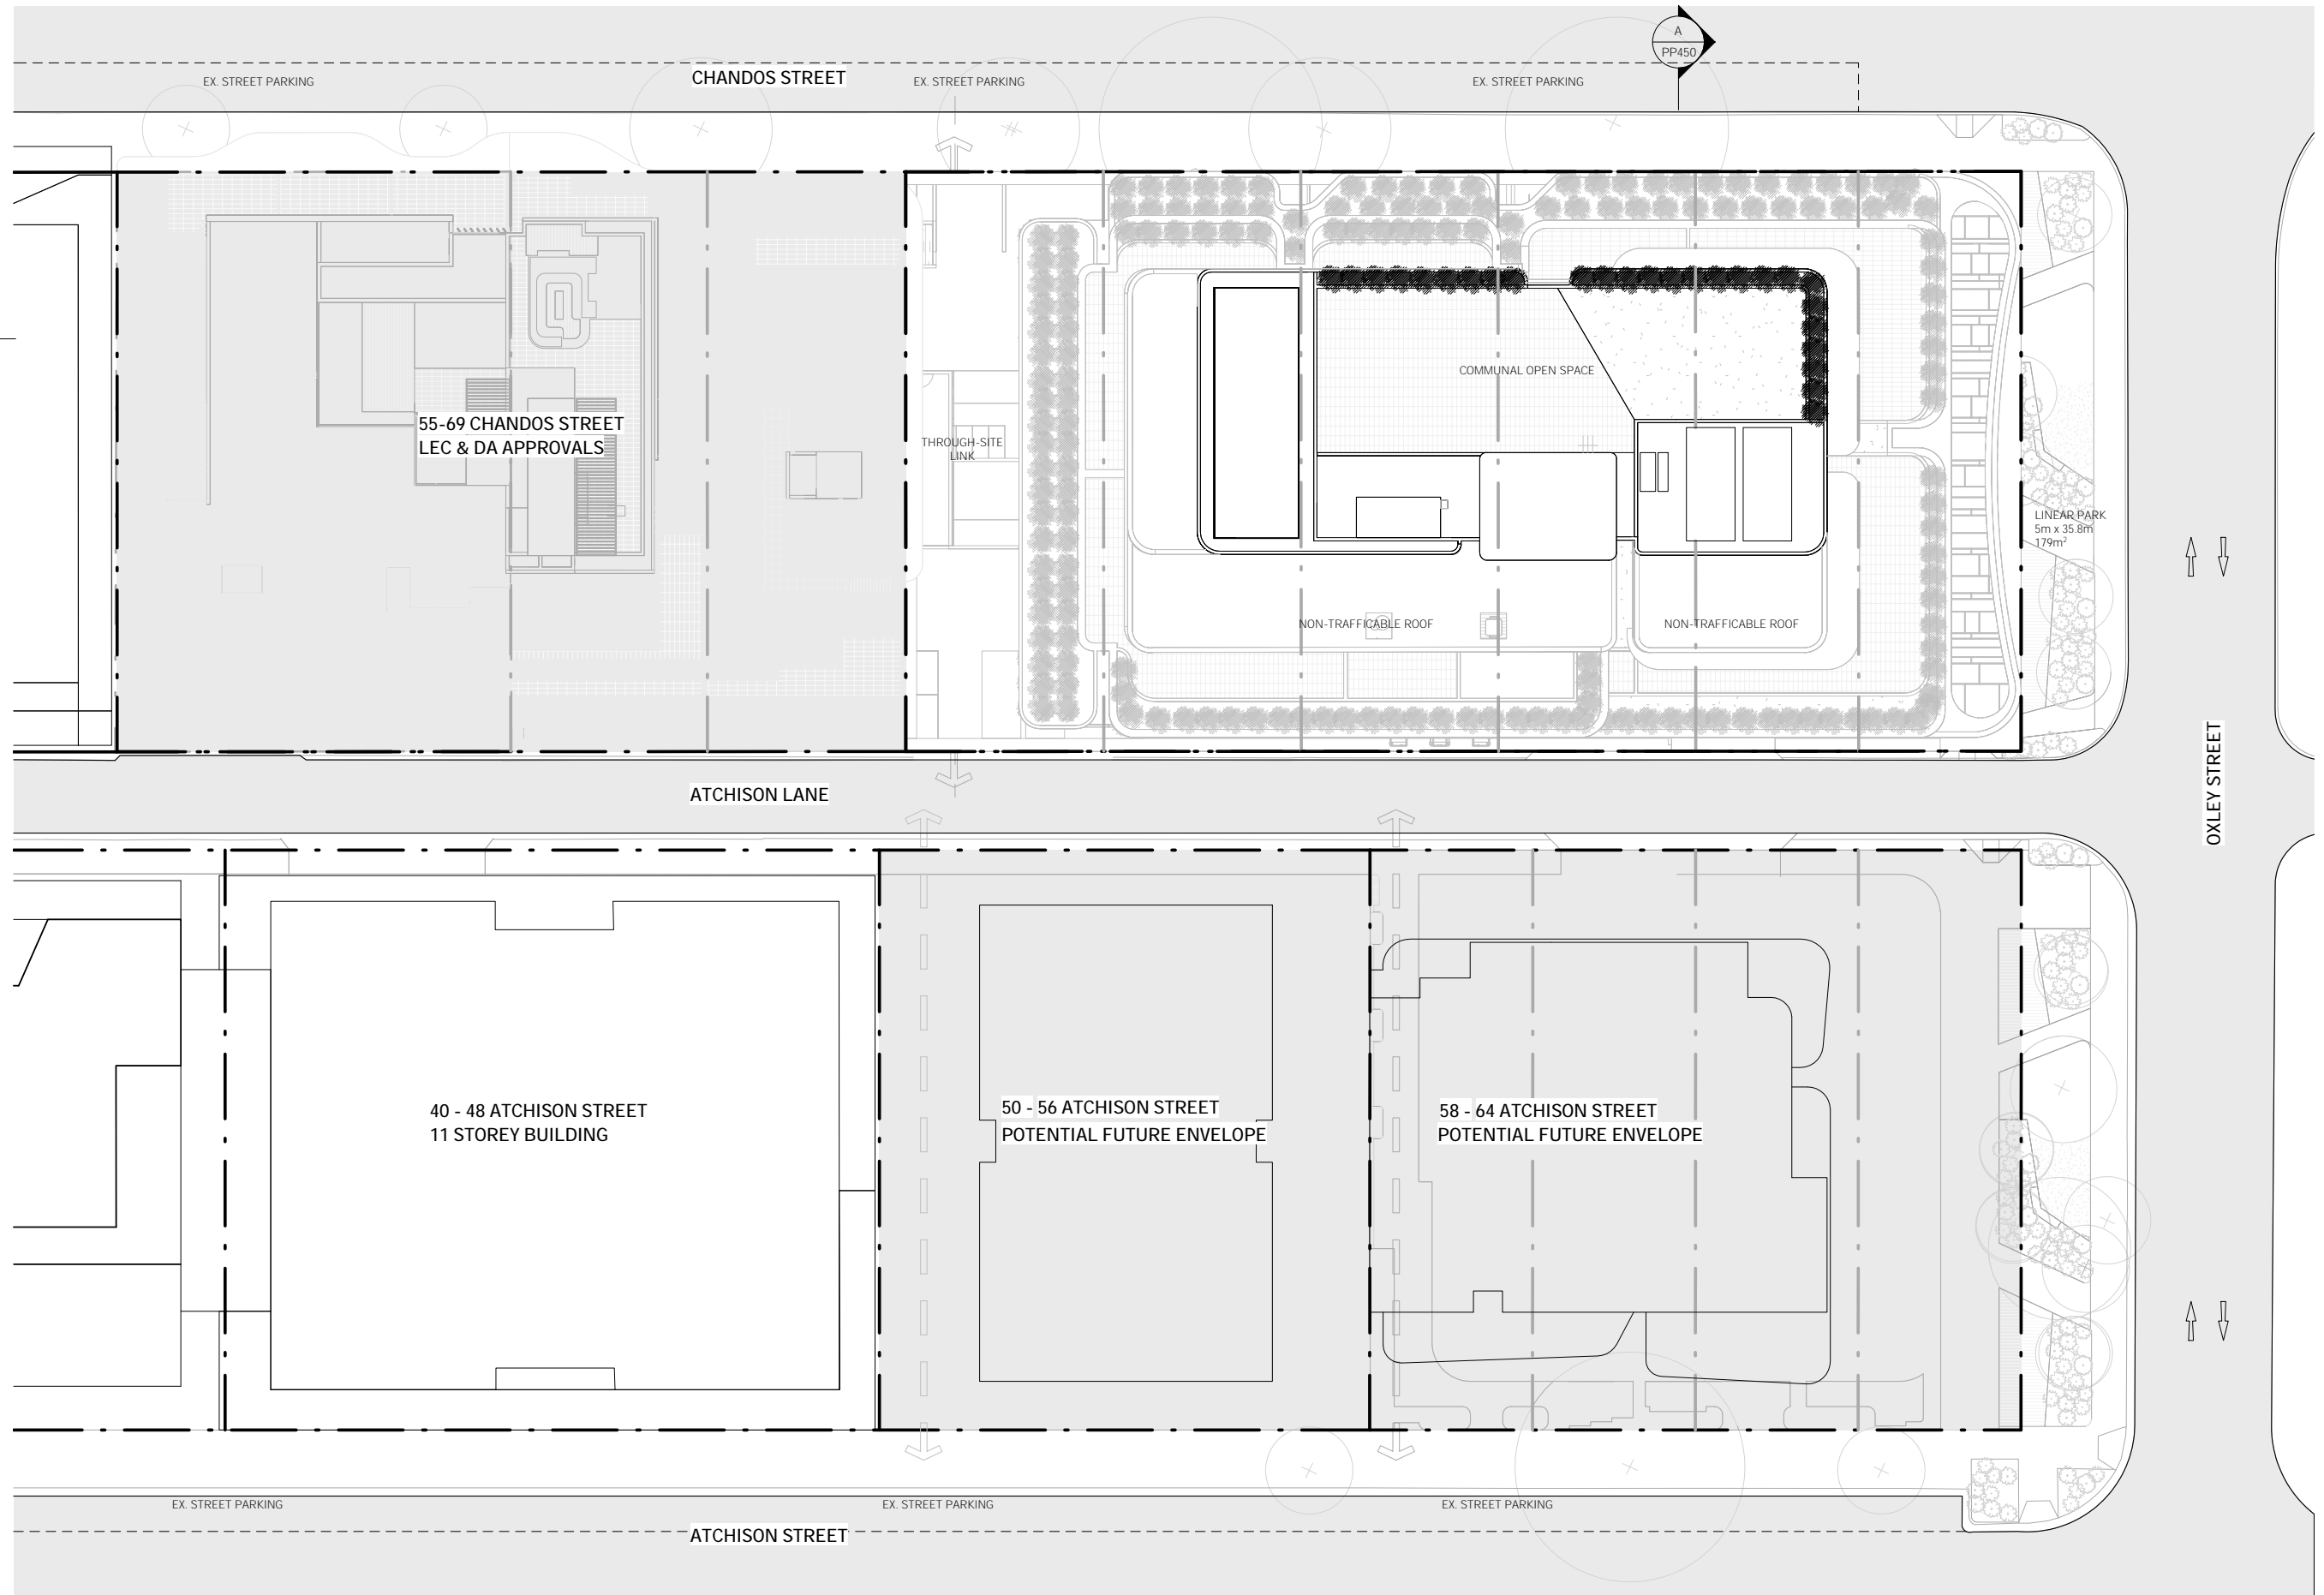 A
PP450
CHANDOS STREET
EX. STREET PARKING
EX. STREET PARKING
EX. STREET PARKING
COMMUNAL OPEN SPACE
55-69 CHANDOS STREET
LEC & DA APPROVALS
THROUGH-SITE
LINK
LINEAR PARK
5m x 35.8m
179m²
NON-TRAFFICABLE ROOF
NON-TRAFFICABLE ROOF
OXLEY STREET
ATCHISON LANE
40 - 48 ATCHISON STREET
11 STOREY BUILDING
50 - 56 ATCHISON STREET
POTENTIAL FUTURE ENVELOPE
58 - 64 ATCHISON STREET
POTENTIAL FUTURE ENVELOPE
EX. STREET PARKING
EX. STREET PARKING
EX. STREET PARKING
ATCHISON STREET